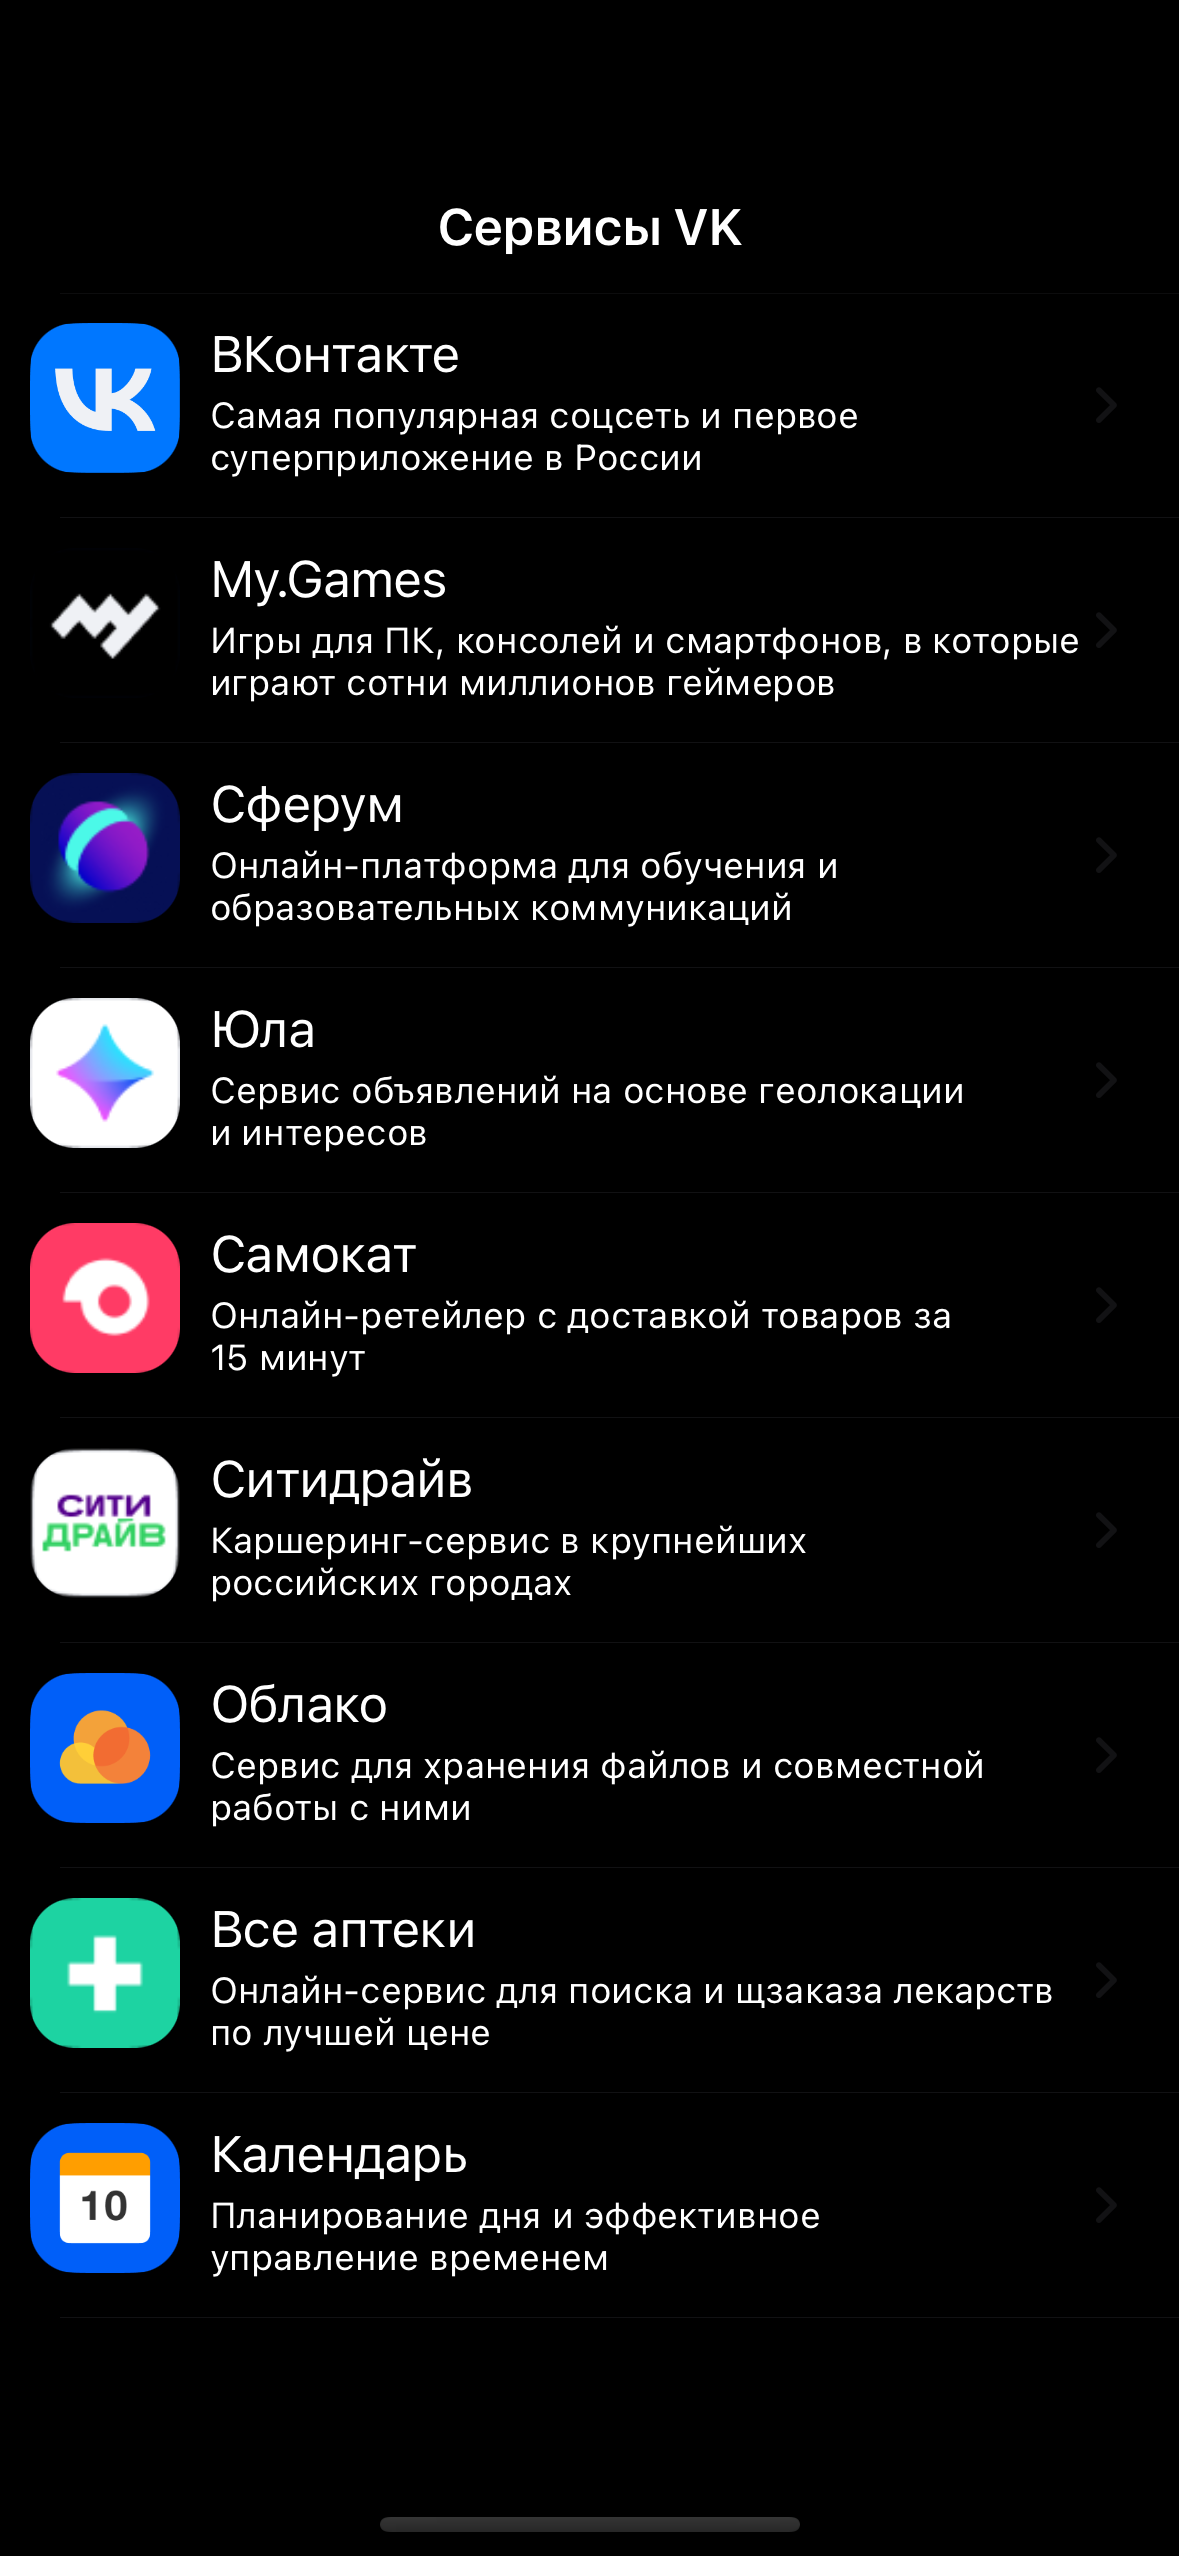 Сервисы VK
ВКонтакте
Самая популярная соцсеть и первое
суперприложение в России
My.Games
Игры для ПК, консолей и смартфонов, в которые
играют сотни миллионов геймеров
Сферум
Онлайн-платформа для обучения и
образовательных коммуникаций
Юла
Сервис объявлений на основе геолокации
и интересов
Самокат
Онлайн-ретейлер с доставкой товаров за
15 минут
СИТИ
ДРАЙВ
Ситидрайв
Каршеринг-сервис в крупнейших
российских городах
Облако
Сервис для хранения файлов и совместной
работы с ними
Все аптеки
Онлайн-сервис для поиска и щзаказа лекарств
по лучшей цене
10
Календарь
Планирование дня и эффективное
управление временем